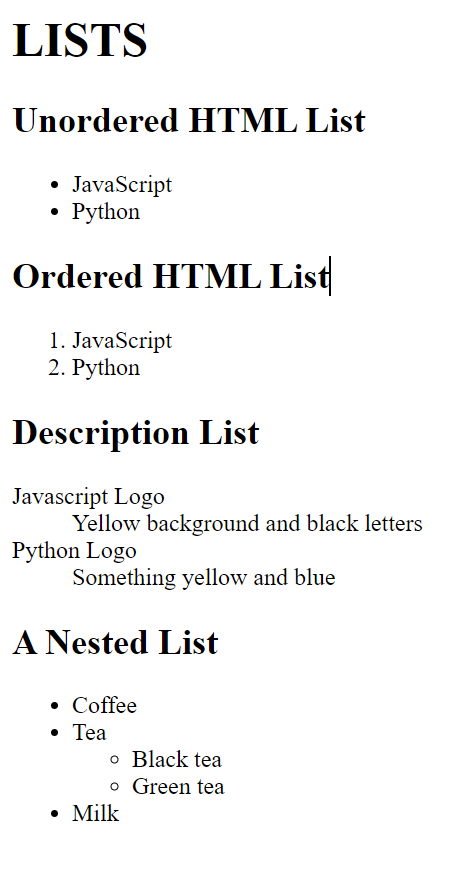 LISTS
Unordered HTML List
• JavaScript
• Python
Ordered HTML List
1. JavaScript
2. Python
Description List
Javascript Logo
Yellow background and black letters
Python Logo
Something yellow and blue
A Nested List
• Coffee
• Tea
◦ Black tea
◦ Green tea
• Milk